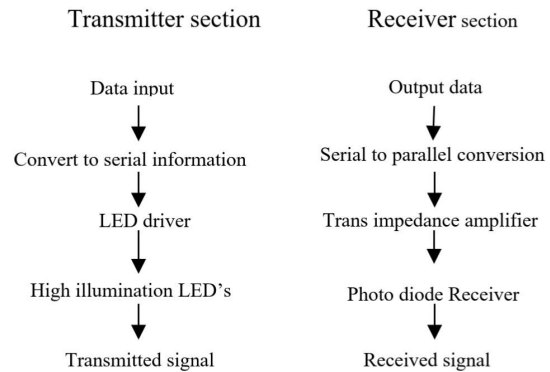 Transmitter section
Receiver section
Data input
Output data
Convert to serial information
Serial to parallel conversion
LED driver
Trans impedance amplifier
High illumination LED's
Photo diode Receiver
Transmitted signal
Received signal